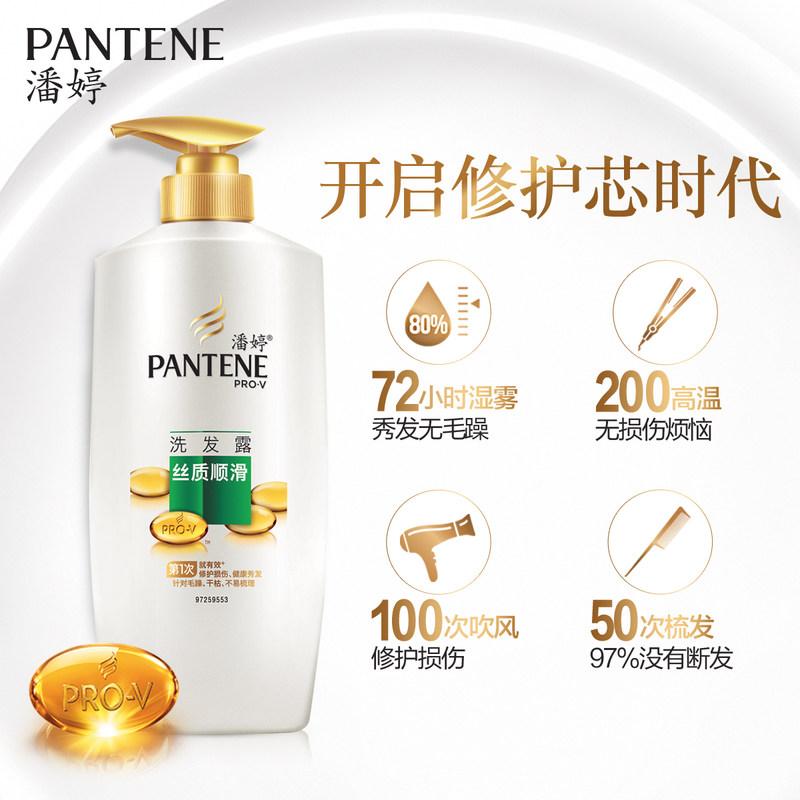 PANTENE
潘婷
开启修护芯时代
潘婷®
PANTENE
PRO-V
洗发露
丝质顺滑
PRO-V
第1次
就有效+
修护损伤、健康秀发
针对毛躁、干枯、不易梳理
97259553
PRO-V
80%
72小时湿雾
秀发无毛躁
200高温
无损伤烦恼
100次吹风
修护损伤
50次梳发
97%没有断发